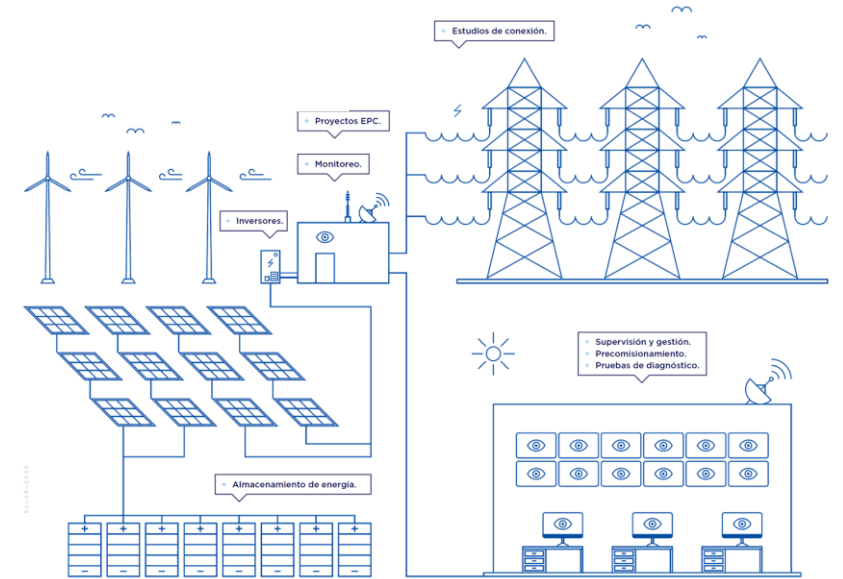 + Estudios de conexión.
+ Proyectos EPC.
+ Monitoreo.
+ Inversores.
+ Supervisión y gestión.
+ Precomisionamiento.
+ Pruebas de diagnóstico.
+ Almacenamiento de energía.